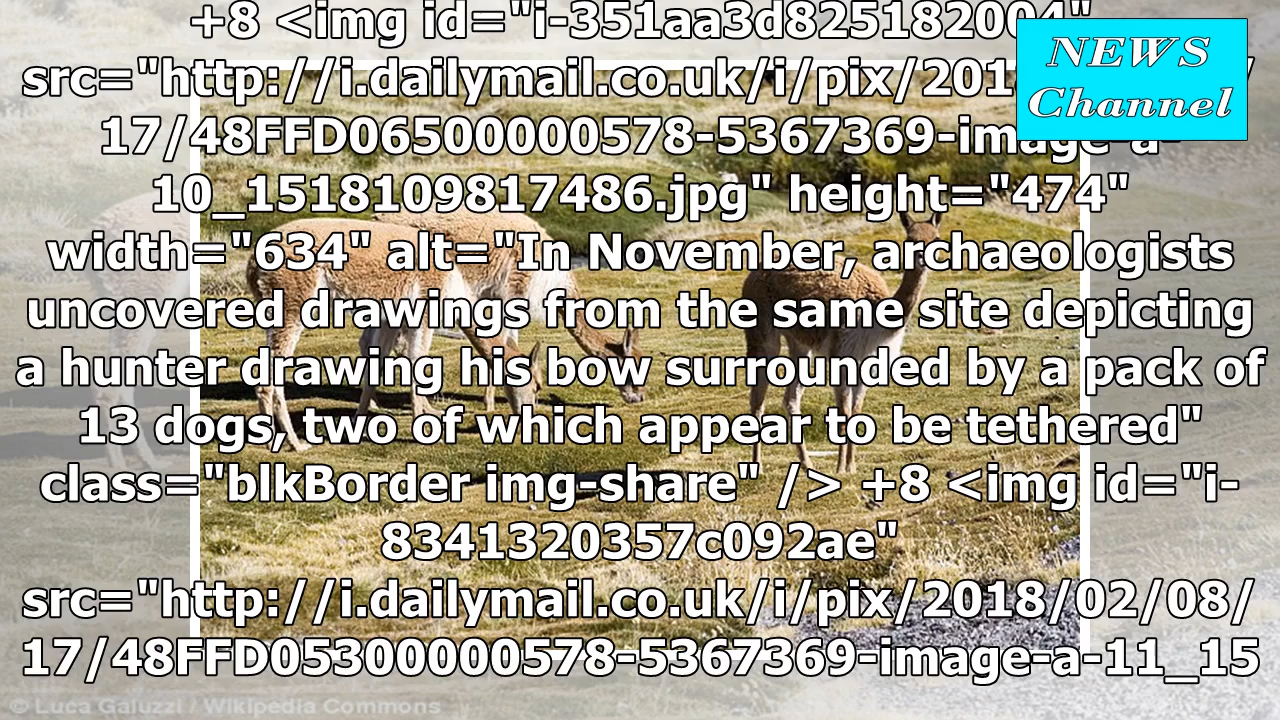 +8 <img id="i-351aa3d825182004"
NEWS
Channel
src="http://i.dailymail.co.uk/i/pix/201 /
17/48FFD06500000578-5367369-image-a-
10_1518109817486.jpg" height="474"
width="634" alt="In November, archaeologists
uncovered drawings from the same site depicting
a hunter drawing his bow surrounded by a pack of
13 dogs, two of which appear to be tethered"
class="blkBorder img-share" /> +8 <img id="i-
8341320357c092ae"
src="http://i.dailymail.co.uk/i/pix/2018/02/08/
17/48FFD05300000578-5367369-image-a-11_15
© Luca Galuzzi / Wikipedia Commons